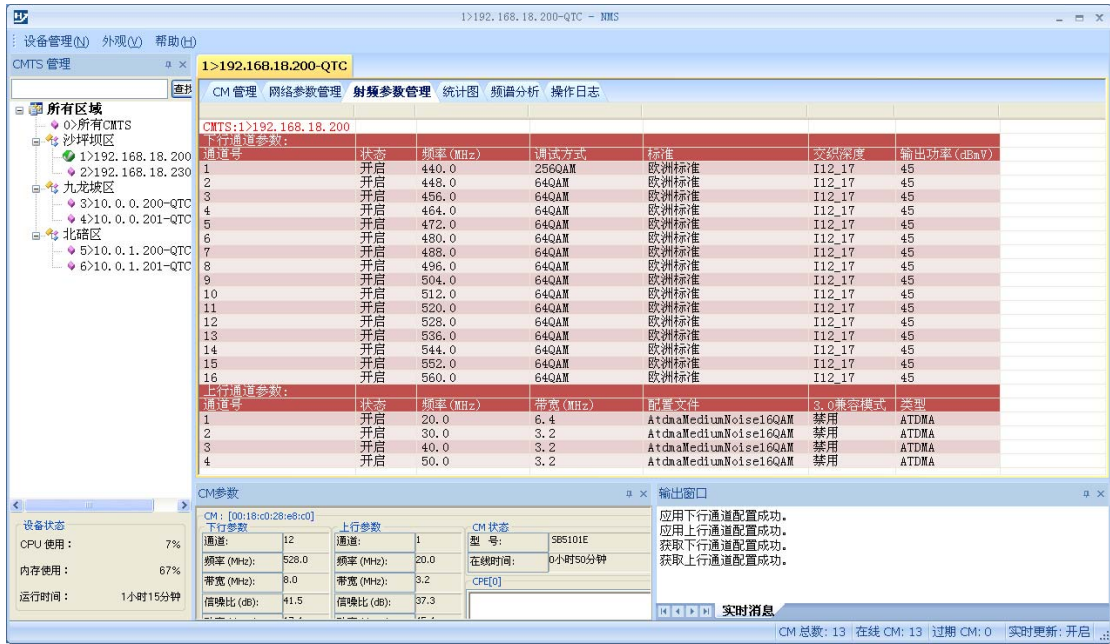 1>192.168.18.200-QTC - NMS
设备管理(N) 外观(V) 帮助(H)
CMTS 管理
查找
所有区域
0>所有CMTS
沙坪坝区
1>192.168.18.200
2>192.168.18.230
九龙坡区
3>10.0.0.200-QTC
4>10.0.0.201-QTC
北碚区
5>10.0.1.200-QTC
6>10.0.1.201-QTC
设备状态
CPU 使用： 7%
内存使用： 67%
运行时间： 1小时15分钟
1>192.168.18.200-QTC
CM 管理 网络参数管理 射频参数管理 统计图 频谱分析 操作日志
CMTS:1>192.168.18.200
下行通道参数:
通道号 状态 频率(MHz) 调试方式 标准 交织深度 输出功率(dBmV)
1 开启 440.0 256QAM 欧洲标准 I12_17 45
2 开启 448.0 64QAM 欧洲标准 I12_17 45
3 开启 456.0 64QAM 欧洲标准 I12_17 45
4 开启 464.0 64QAM 欧洲标准 I12_17 45
5 开启 472.0 64QAM 欧洲标准 I12_17 45
6 开启 480.0 64QAM 欧洲标准 I12_17 45
7 开启 488.0 64QAM 欧洲标准 I12_17 45
8 开启 496.0 64QAM 欧洲标准 I12_17 45
9 开启 504.0 64QAM 欧洲标准 I12_17 45
10 开启 512.0 64QAM 欧洲标准 I12_17 45
11 开启 520.0 64QAM 欧洲标准 I12_17 45
12 开启 528.0 64QAM 欧洲标准 I12_17 45
13 开启 536.0 64QAM 欧洲标准 I12_17 45
14 开启 544.0 64QAM 欧洲标准 I12_17 45
15 开启 552.0 64QAM 欧洲标准 I12_17 45
16 开启 560.0 64QAM 欧洲标准 I12_17 45
上行通道参数:
通道号 状态 频率(MHz) 带宽(MHz) 配置文件 3.0兼容模式 类型
1 开启 20.0 6.4 AtdmaMediumNoise16QAM 禁用 ATDMA
2 开启 30.0 3.2 AtdmaMediumNoise16QAM 禁用 ATDMA
3 开启 40.0 3.2 AtdmaMediumNoise16QAM 禁用 ATDMA
4 开启 50.0 3.2 AtdmaMediumNoise16QAM 禁用 ATDMA
CM参数
CM : [00:18:c0:28:e8:c0]
下行参数 上行参数 CM 状态
通道: 12 通道: 1 型 号: SB5101E
频率 (MHz): 528.0 频率 (MHz): 20.0 在线时间: 0小时50分钟
带宽 (MHz): 8.0 带宽 (MHz): 3.2 CPE[0]
信噪比 (dB): 41.5 信噪比 (dB): 37.3
输出窗口
应用下行通道配置成功。
应用上行通道配置成功。
获取下行通道配置成功。
获取上行通道配置成功。
实时消息
CM 总数: 13 在线 CM: 13 过期 CM: 0 实时更新: 开启